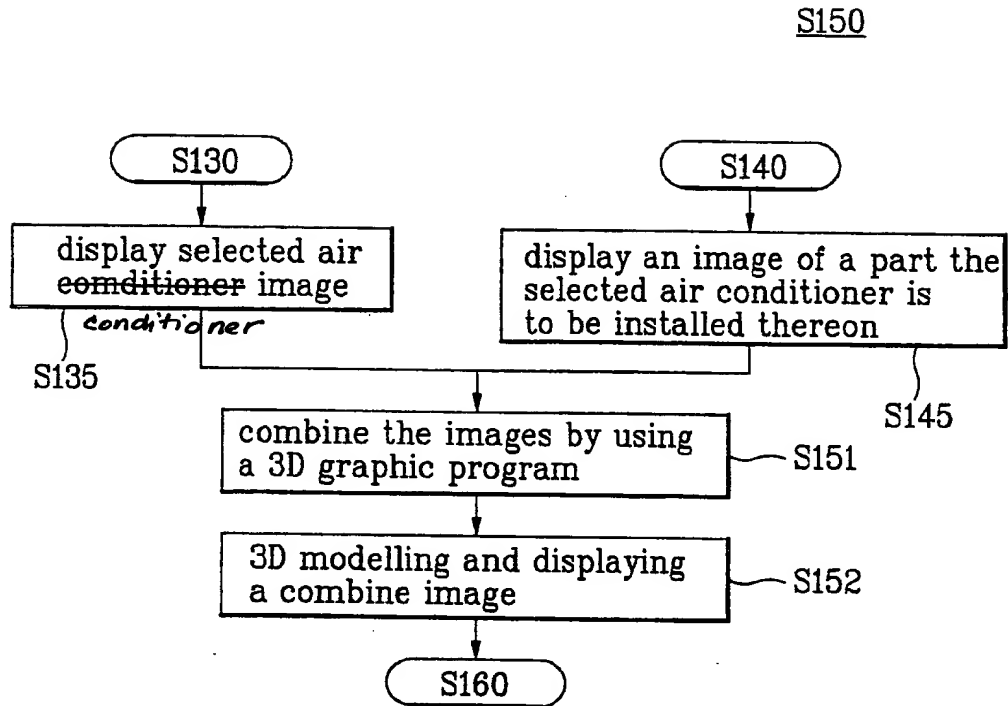 S150
S130
display selected air
comditioner image
conditioner
S135
S140
display an image of a part the
selected air conditioner is
to be installed thereon
S145
combine the images by using
a 3D graphic program
S151
3D modelling and displaying
a combine image
S152
S160